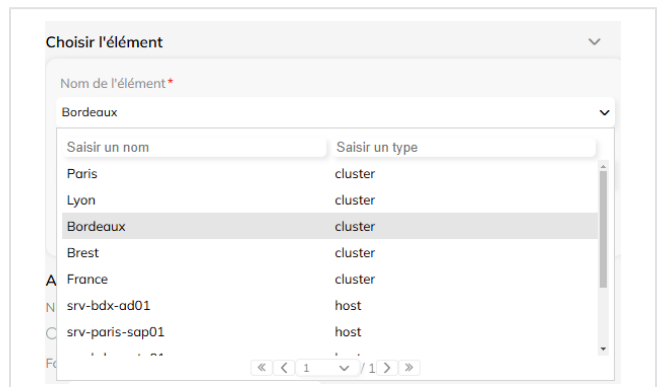 Choisir l'élément
Nom de l'élément*
Bordeaux
Saisir un nom Saisir un type
Paris cluster
Lyon cluster
Bordeaux cluster
Brest cluster
A France cluster
N srv-bdx-ad01 host
srv-paris-sap01 host
Fo
« < 1 / 1 > »